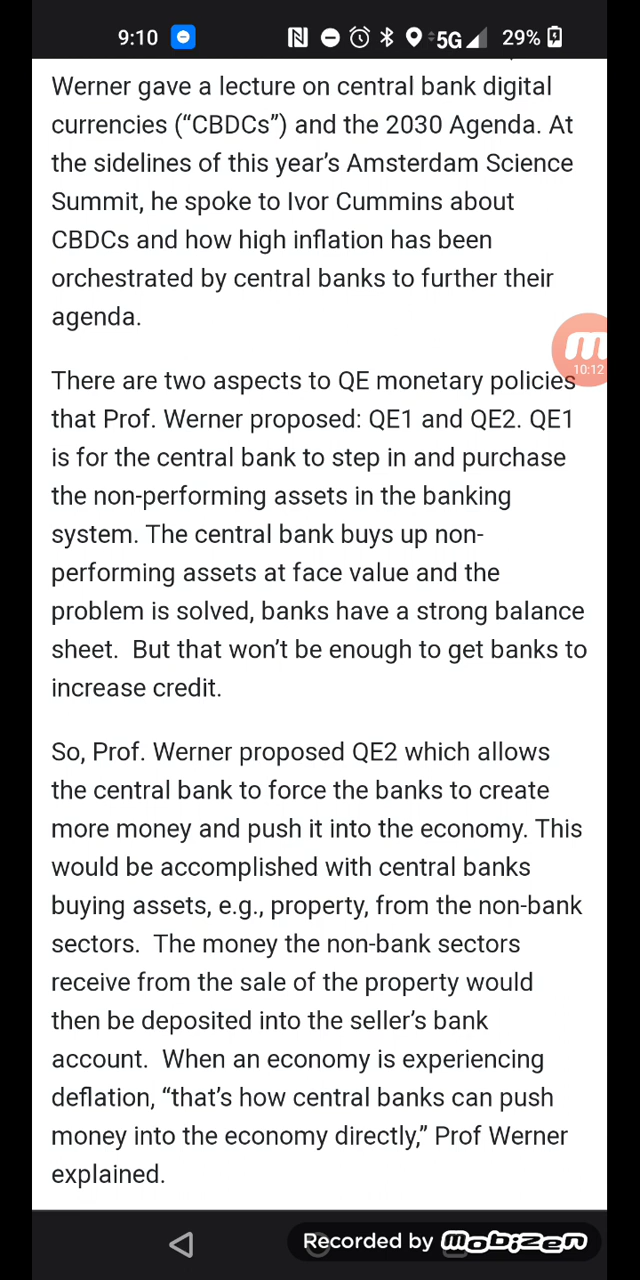 9:10 5G 29%
Werner gave a lecture on central bank digital
currencies (“CBDCs”) and the 2030 Agenda. At
the sidelines of this year’s Amsterdam Science
Summit, he spoke to Ivor Cummins about
CBDCs and how high inflation has been
orchestrated by central banks to further their
agenda.
10:12
There are two aspects to QE monetary policies
that Prof. Werner proposed: QE1 and QE2. QE1
is for the central bank to step in and purchase
the non-performing assets in the banking
system. The central bank buys up non-
performing assets at face value and the
problem is solved, banks have a strong balance
sheet.  But that won’t be enough to get banks to
increase credit.
So, Prof. Werner proposed QE2 which allows
the central bank to force the banks to create
more money and push it into the economy. This
would be accomplished with central banks
buying assets, e.g., property, from the non-bank
sectors.  The money the non-bank sectors
receive from the sale of the property would
then be deposited into the seller’s bank
account.  When an economy is experiencing
deflation, “that’s how central banks can push
money into the economy directly,” Prof Werner
explained.
Recorded by mobizen